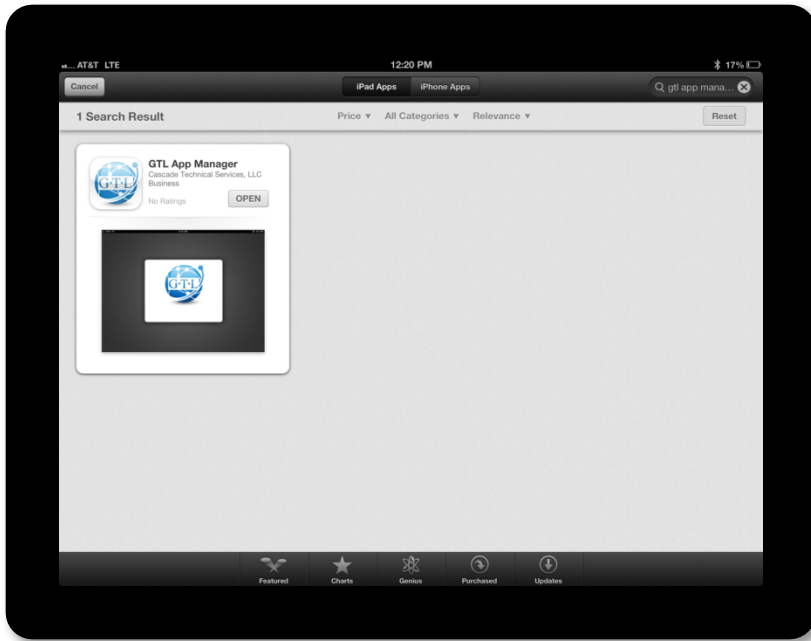 AT&T LTE 12:20 PM 17%
Cancel iPad Apps iPhone Apps gtl app mana...
1 Search Result Price ▼ All Categories ▼ Relevance ▼ Reset
GTL App Manager
Cascade Technical Services, LLC
Business
No Ratings OPEN
G·T·L
G·T·L
Featured Charts Genius Purchased Updates